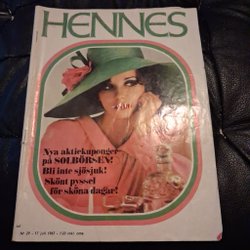 HENNES
Nya aktiekuponger
på SOLBÖRSEN!
Bli inte sjösjuk!
Skönt pyssel
för sköna dagar!